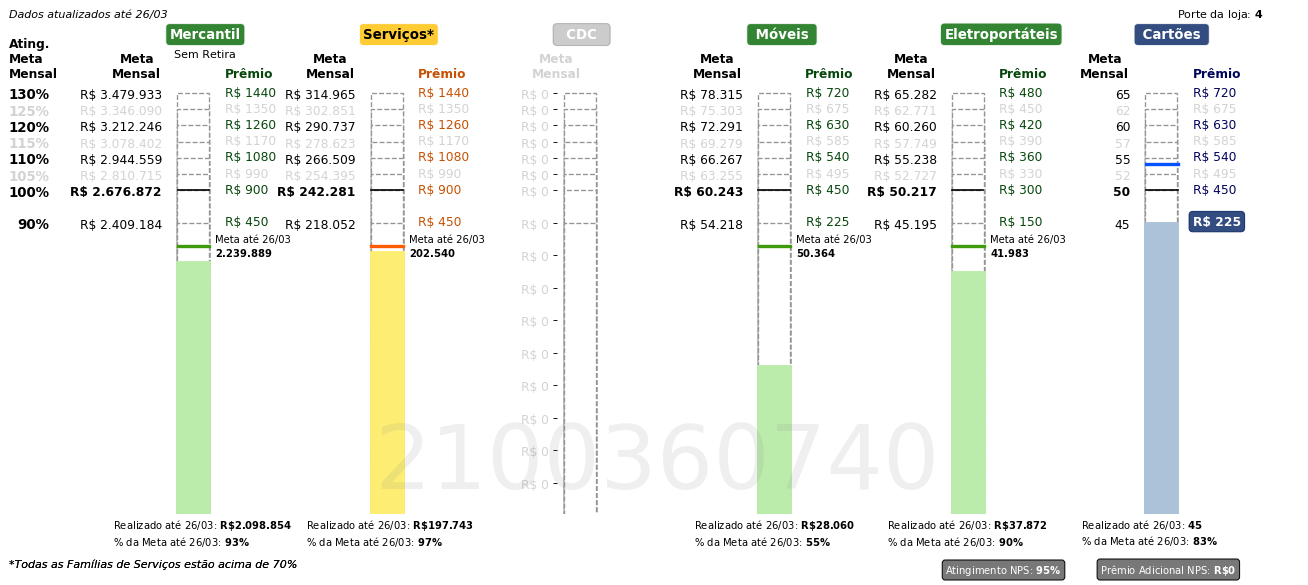 Dados atualizados até 26/03
Porte da loja: 4
Mercantil
Serviços*
CDC
Móveis
Eletroportáteis
Cartões
Sem Retira
Ating. Meta Mensal
Meta Mensal Prêmio
Meta Mensal Prêmio
Meta Mensal
Meta Mensal Prêmio
Meta Mensal Prêmio
Meta Mensal Prêmio
130% R$ 3.479.933 R$ 1440 R$ 314.965 R$ 1440 R$ 0 R$ 78.315 R$ 720 R$ 65.282 R$ 480 65 R$ 720
125% R$ 3.346.090 R$ 1350 R$ 302.851 R$ 1350 R$ 0 R$ 75.303 R$ 675 R$ 62.771 R$ 450 62 R$ 675
120% R$ 3.212.246 R$ 1260 R$ 290.737 R$ 1260 R$ 0 R$ 72.291 R$ 630 R$ 60.260 R$ 420 60 R$ 630
115% R$ 3.078.402 R$ 1170 R$ 278.623 R$ 1170 R$ 0 R$ 69.279 R$ 585 R$ 57.749 R$ 390 57 R$ 585
110% R$ 2.944.559 R$ 1080 R$ 266.509 R$ 1080 R$ 0 R$ 66.267 R$ 540 R$ 55.238 R$ 360 55 R$ 540
105% R$ 2.810.715 R$ 990 R$ 254.395 R$ 990 R$ 0 R$ 63.255 R$ 495 R$ 52.727 R$ 330 52 R$ 495
100% R$ 2.676.872 R$ 900 R$ 242.281 R$ 900 R$ 0 R$ 60.243 R$ 450 R$ 50.217 R$ 300 50 R$ 450
90% R$ 2.409.184 R$ 450 R$ 218.052 R$ 450 R$ 0 R$ 54.218 R$ 225 R$ 45.195 R$ 150 45 R$ 225
Meta até 26/03 Meta até 26/03 Meta até 26/03 Meta até 26/03
2.239.889 202.540 50.364 41.983
R$ 0
R$ 0
R$ 0
R$ 0
R$ 0
R$ 0
R$ 0
R$ 0
2100360740
Realizado até 26/03: R$2.098.854 Realizado até 26/03: R$197.743 Realizado até 26/03: R$28.060 Realizado até 26/03: R$37.872 Realizado até 26/03: 45
% da Meta até 26/03: 93% % da Meta até 26/03: 97% % da Meta até 26/03: 55% % da Meta até 26/03: 90% % da Meta até 26/03: 83%
*Todas as Famílias de Serviços estão acima de 70%
Atingimento NPS: 95%
Prêmio Adicional NPS: R$0